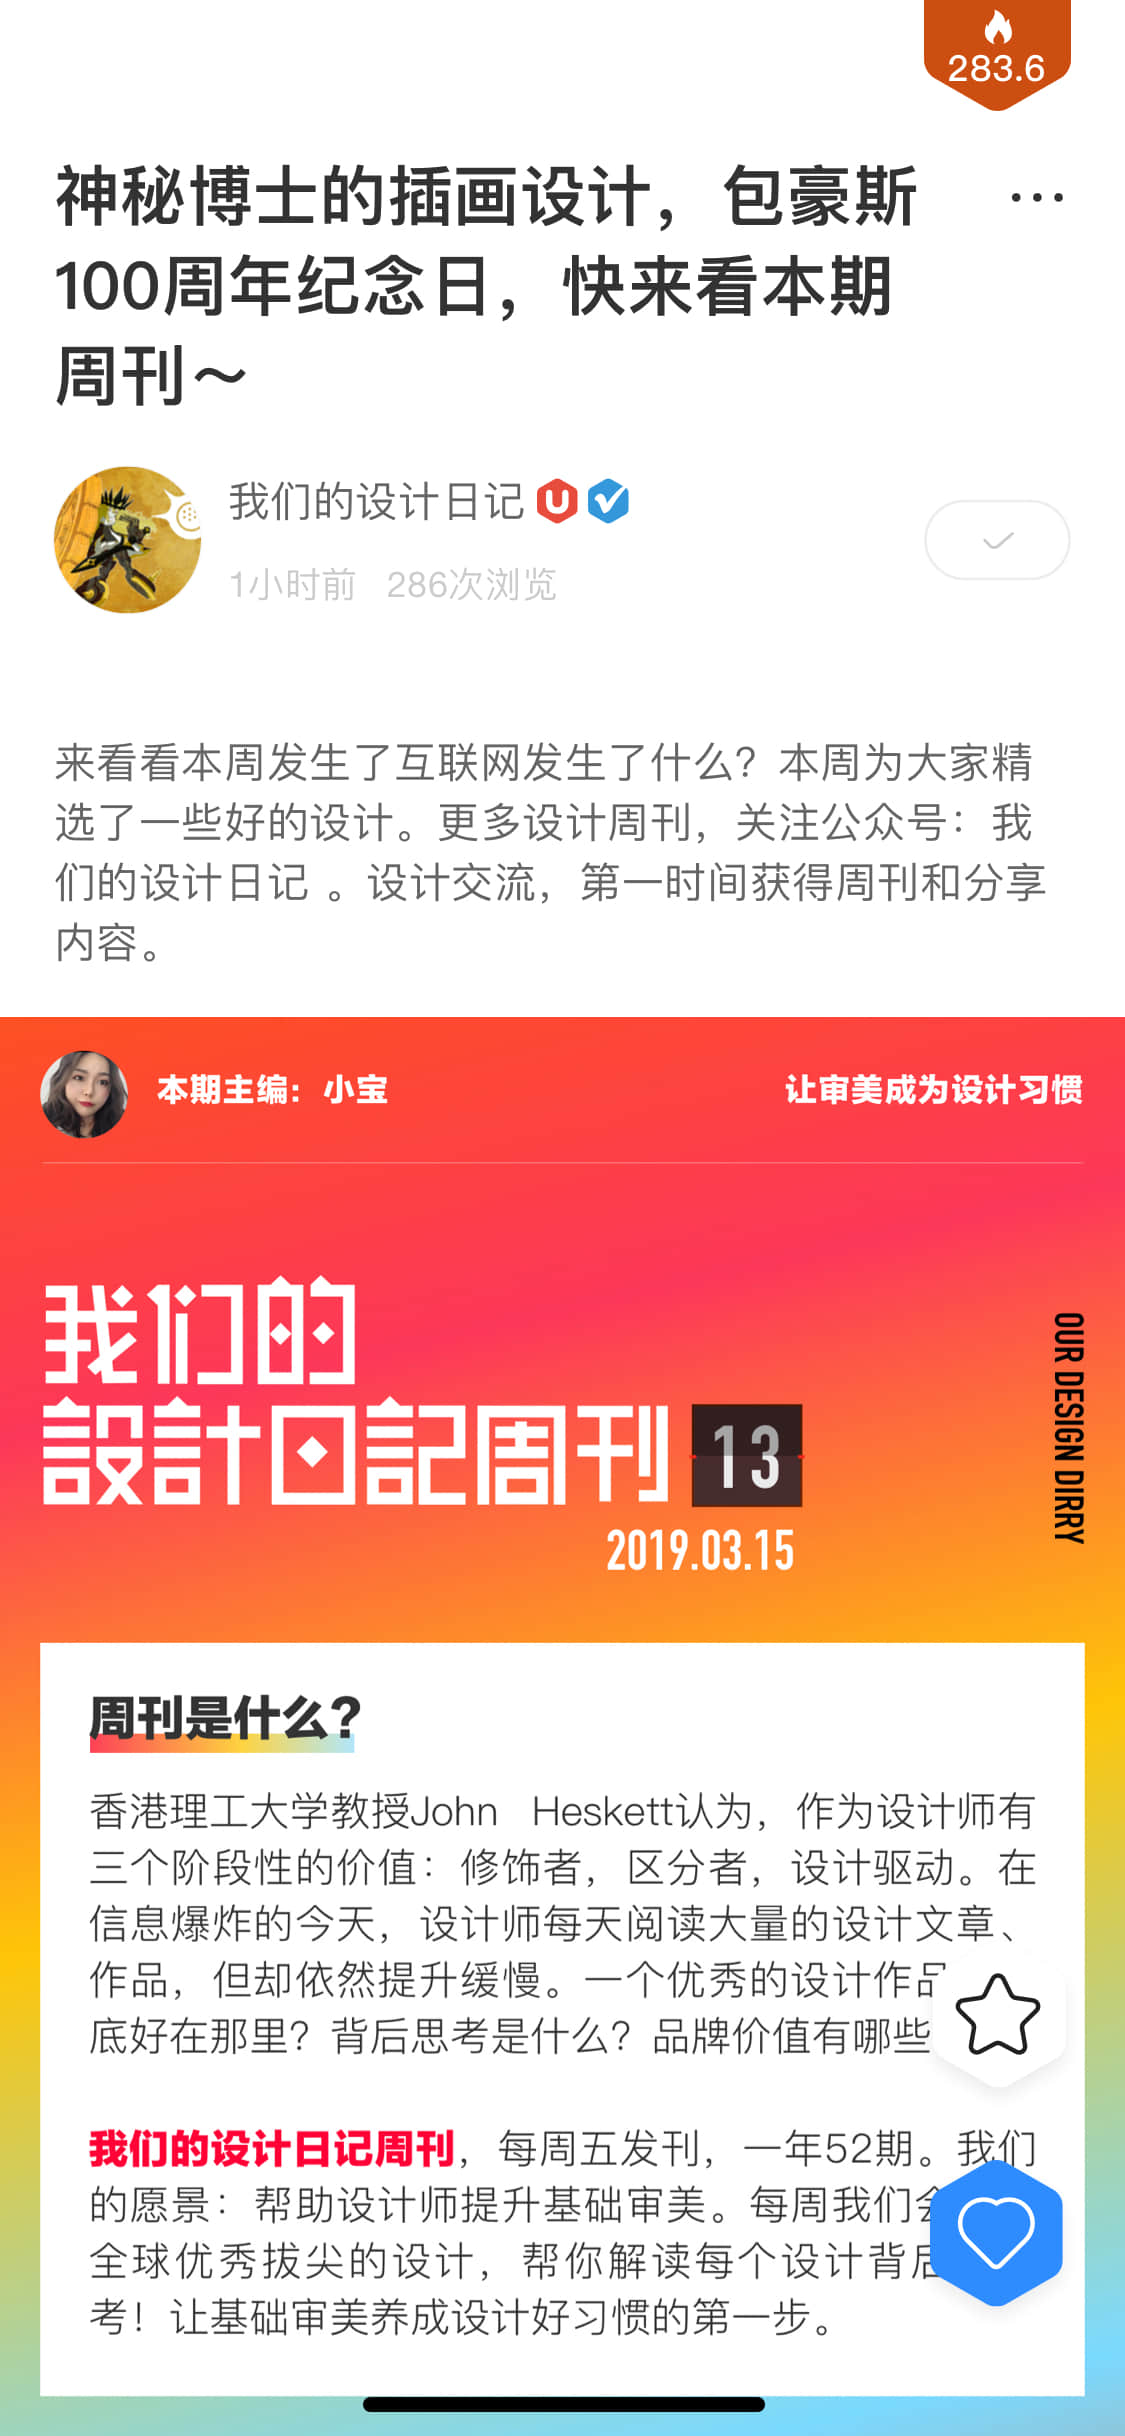 283.6
神秘博士的插画设计，包豪斯
100周年纪念日，快来看本期
周刊～
我们的设计日记
1小时前 286次浏览
来看看本周发生了互联网发生了什么？本周为大家精
选了一些好的设计。更多设计周刊，关注公众号：我
们的设计日记 。设计交流，第一时间获得周刊和分享
内容。
本期主编：小宝
让审美成为设计习惯
我们的
設計日記周刊 13
2019.03.15
OUR DESIGN DIRRY
周刊是什么？
香港理工大学教授John Heskett认为，作为设计师有
三个阶段性的价值：修饰者，区分者，设计驱动。在
信息爆炸的今天，设计师每天阅读大量的设计文章、
作品，但却依然提升缓慢。一个优秀的设计作品
底好在那里？背后思考是什么？品牌价值有哪些
我们的设计日记周刊，每周五发刊，一年52期。我们
的愿景：帮助设计师提升基础审美。每周我们会
全球优秀拔尖的设计，帮你解读每个设计背后
考！让基础审美养成设计好习惯的第一步。